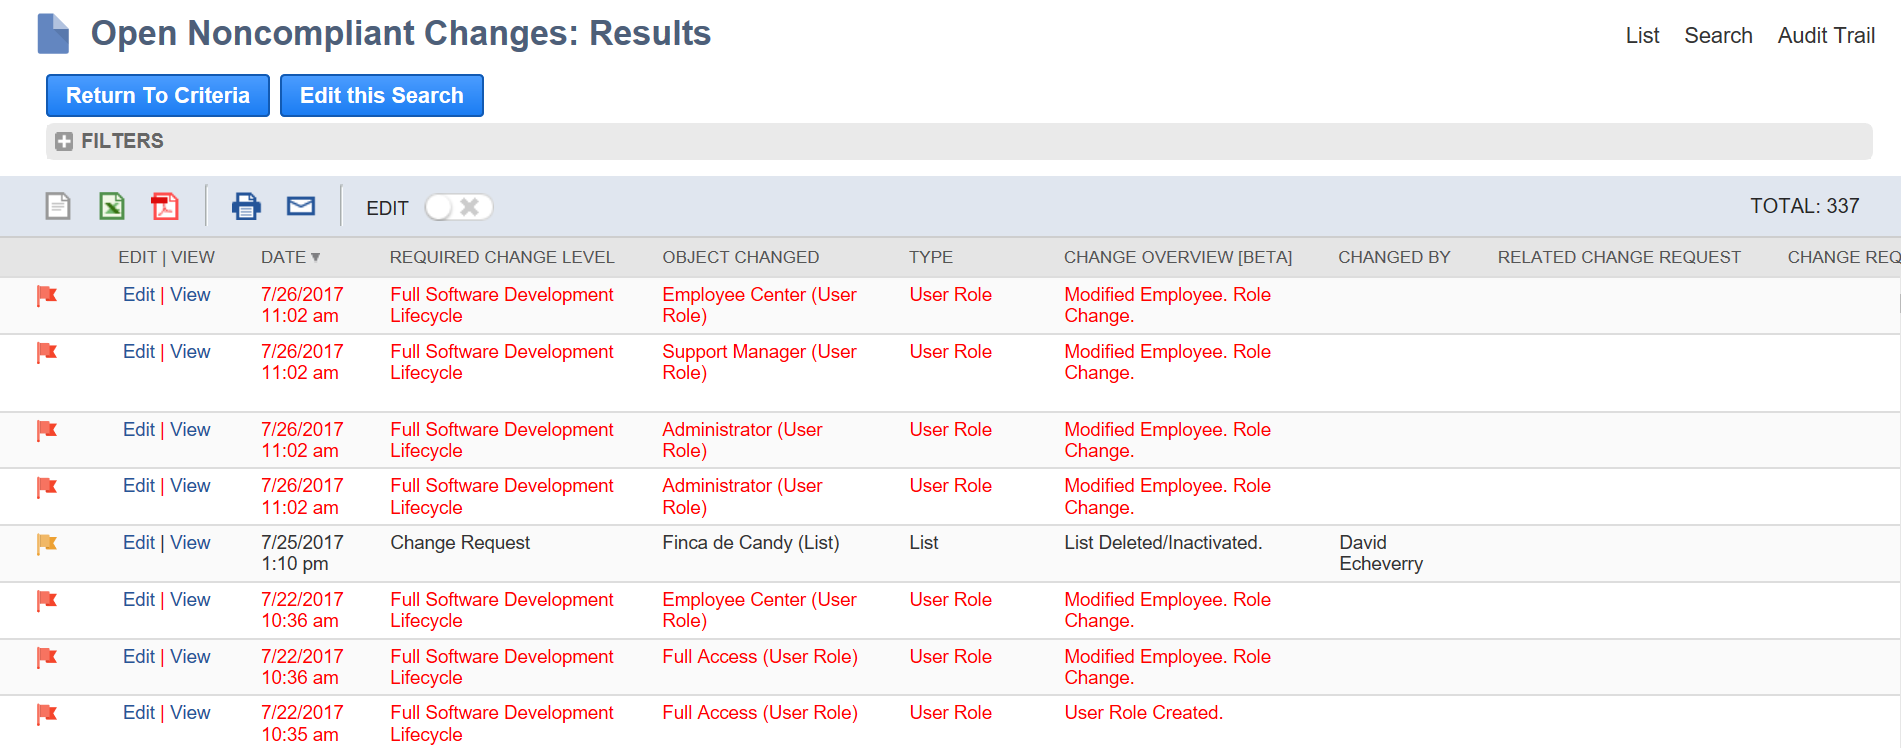 Open Noncompliant Changes: Results
List Search Audit Trail
Return To Criteria Edit this Search
FILTERS
EDIT TOTAL: 337
EDIT | VIEW DATE ▼ REQUIRED CHANGE LEVEL OBJECT CHANGED TYPE CHANGE OVERVIEW [BETA] CHANGED BY RELATED CHANGE REQUEST CHANGE REQ
Edit | View 7/26/2017 Full Software Development Employee Center (User User Role Modified Employee. Role
11:02 am Lifecycle Role) Change.
Edit | View 7/26/2017 Full Software Development Support Manager (User User Role Modified Employee. Role
11:02 am Lifecycle Role) Change.
Edit | View 7/26/2017 Full Software Development Administrator (User User Role Modified Employee. Role
11:02 am Lifecycle Role) Change.
Edit | View 7/26/2017 Full Software Development Administrator (User User Role Modified Employee. Role
11:02 am Lifecycle Role) Change.
Edit | View 7/25/2017 Change Request Finca de Candy (List) List List Deleted/Inactivated. David
1:10 pm Echeverry
Edit | View 7/22/2017 Full Software Development Employee Center (User User Role Modified Employee. Role
10:36 am Lifecycle Role) Change.
Edit | View 7/22/2017 Full Software Development Full Access (User Role) User Role Modified Employee. Role
10:36 am Lifecycle Change.
Edit | View 7/22/2017 Full Software Development Full Access (User Role) User Role User Role Created.
10:35 am Lifecycle